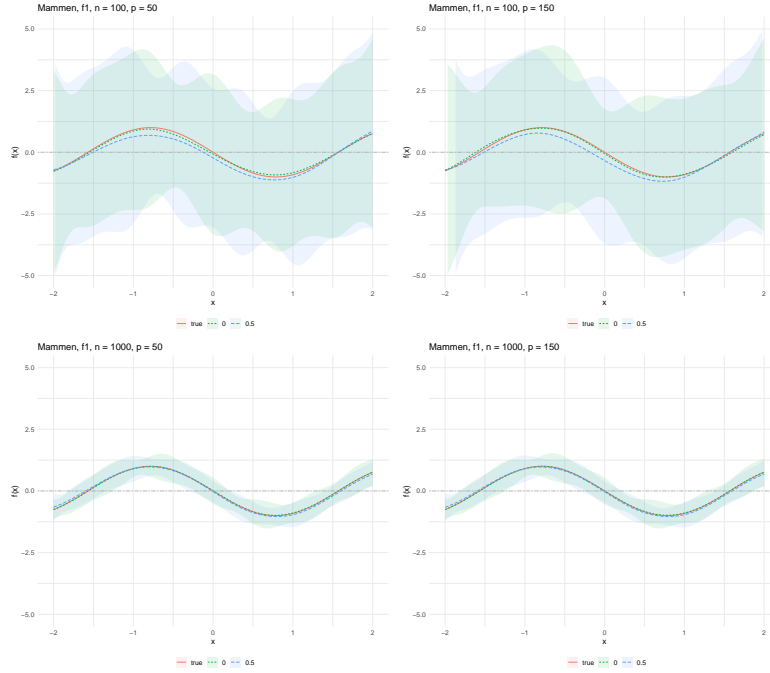 Mammen, f1, n = 100, p = 50
5.0
2.5
0.0
−2.5
−5.0
f(x)
−2
−1
0
1
2
x
true 0 0.5
Mammen, f1, n = 100, p = 150
5.0
2.5
0.0
−2.5
−5.0
f(x)
−2
−1
0
1
2
x
true 0 0.5
Mammen, f1, n = 1000, p = 50
5.0
2.5
0.0
−2.5
−5.0
f(x)
−2
−1
0
1
2
x
true 0 0.5
Mammen, f1, n = 1000, p = 150
5.0
2.5
0.0
−2.5
−5.0
f(x)
−2
−1
0
1
2
x
true 0 0.5